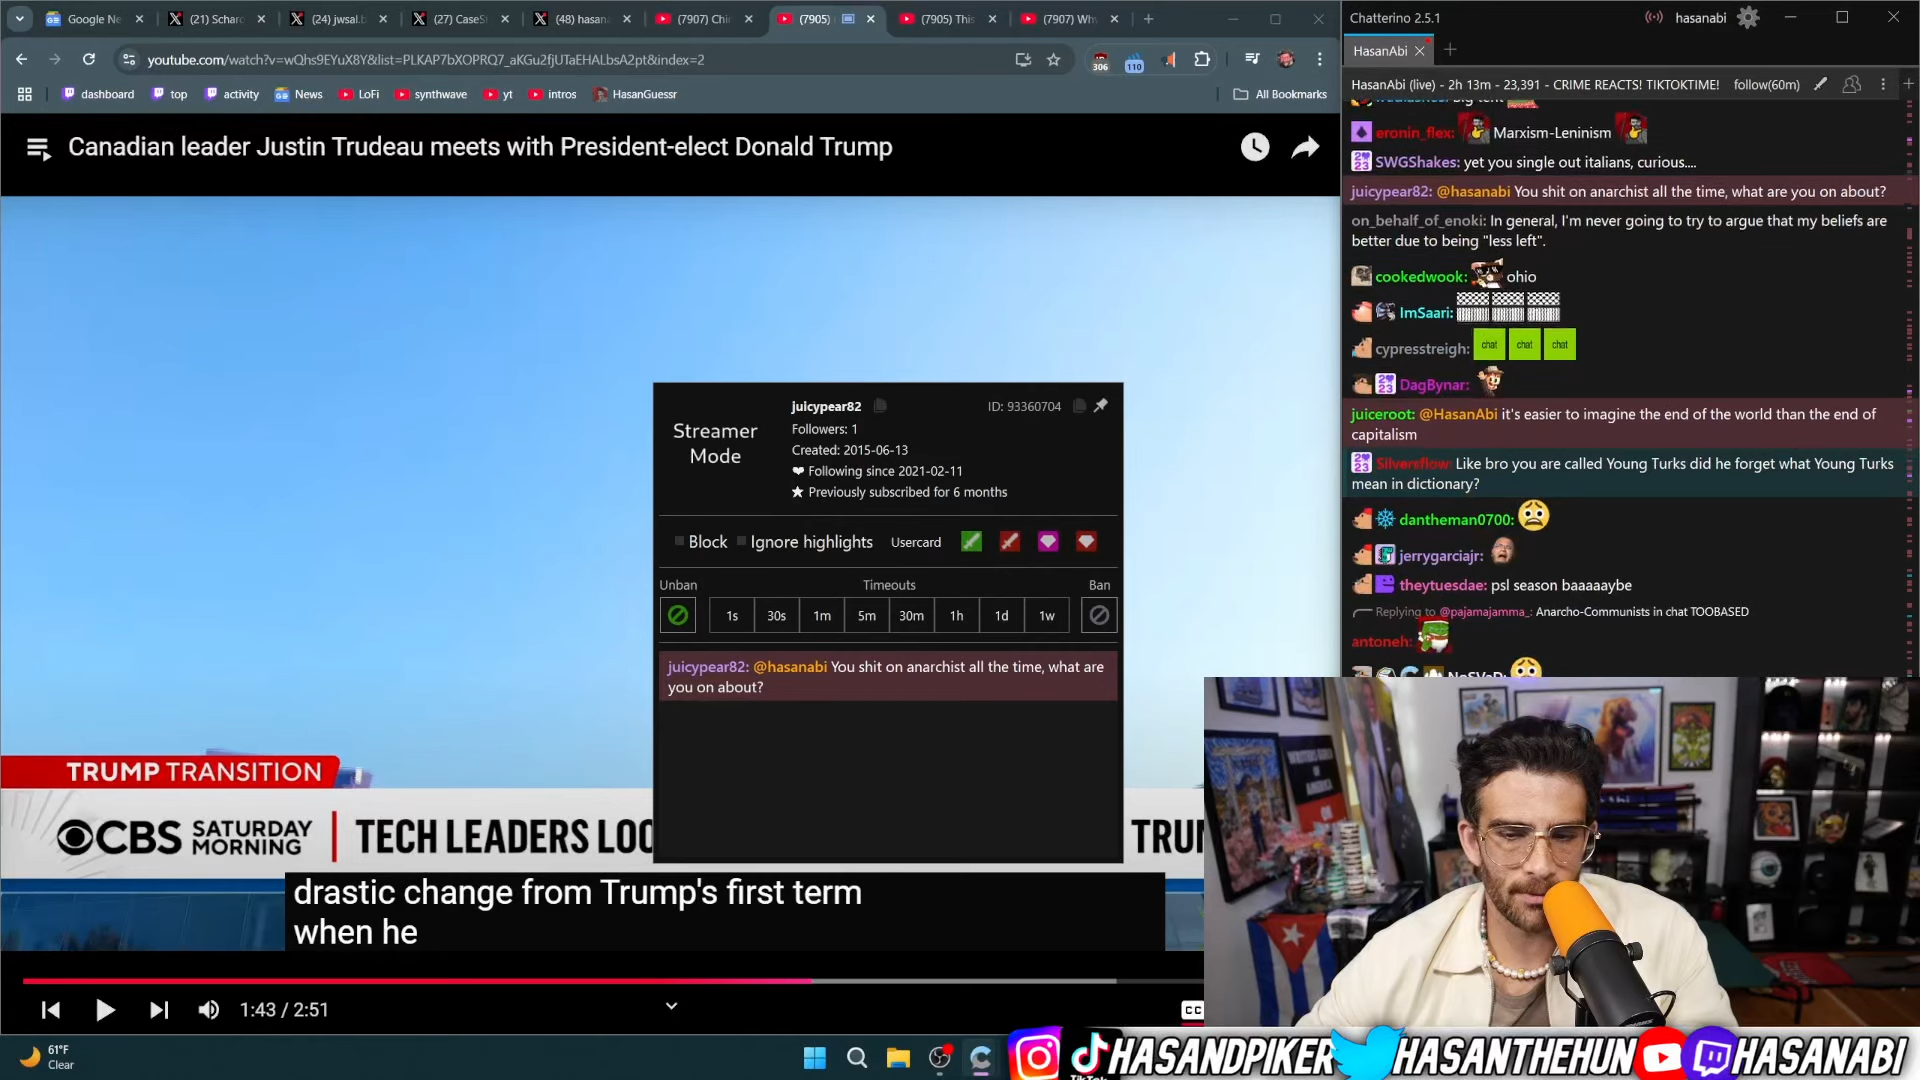 Google Ne
(21) Scharo
(24) jwsal.b
(27) CaseS
(48) hasana
(7907) Chi
(7905)
(7905) This
(7907) Wh
youtube.com/watch?v=wQhs9EYuX8Y&list=PLKAP7bXOPRQ7_aKGu2fjUTaEHALbsA2pt&index=2
306
110
dashboard
top
activity
News
LoFi
synthwave
yt
intros
HasanGuessr
All Bookmarks
Canadian leader Justin Trudeau meets with President-elect Donald Trump
Streamer
Mode
juicypear82
ID: 93360704
Followers: 1
Created: 2015-06-13
Following since 2021-02-11
Previously subscribed for 6 months
Block
Ignore highlights
Usercard
Unban
Timeouts
Ban
1s
30s
1m
5m
30m
1h
1d
1w
juicypear82: @hasanabi You shit on anarchist all the time, what are
you on about?
TRUMP TRANSITION
CBS SATURDAY
MORNING
TECH LEADERS LOO
TRUM
drastic change from Trump's first term
when he
1:43 / 2:51
CC
61°F
Clear
Chatterino 2.5.1
hasanabi
HasanAbi
HasanAbi (live) - 2h 13m - 23,391 - CRIME REACTS! TIKTOKTIME!
follow(60m)
eronin_flex: Marxism-Leninism
SWGShakes: yet you single out italians, curious....
juicypear82: @hasanabi You shit on anarchist all the time, what are you on about?
on_behalf_of_enoki: In general, I'm never going to try to argue that my beliefs are
better due to being "less left".
cookedwook: ohio
ImSaari:
cypresstreigh: chat chat chat
DagBynar:
juiceroot: @HasanAbi it's easier to imagine the end of the world than the end of
capitalism
Silversflow: Like bro you are called Young Turks did he forget what Young Turks
mean in dictionary?
dantheman0700:
jerrygarciajr:
theytuesdae: psl season baaaaaybe
Replying to @pajamajamma_: Anarcho-Communists in chat TOOBASED
antoneh:
HASANDPIKER
HASANTHEHUN
HASANABI